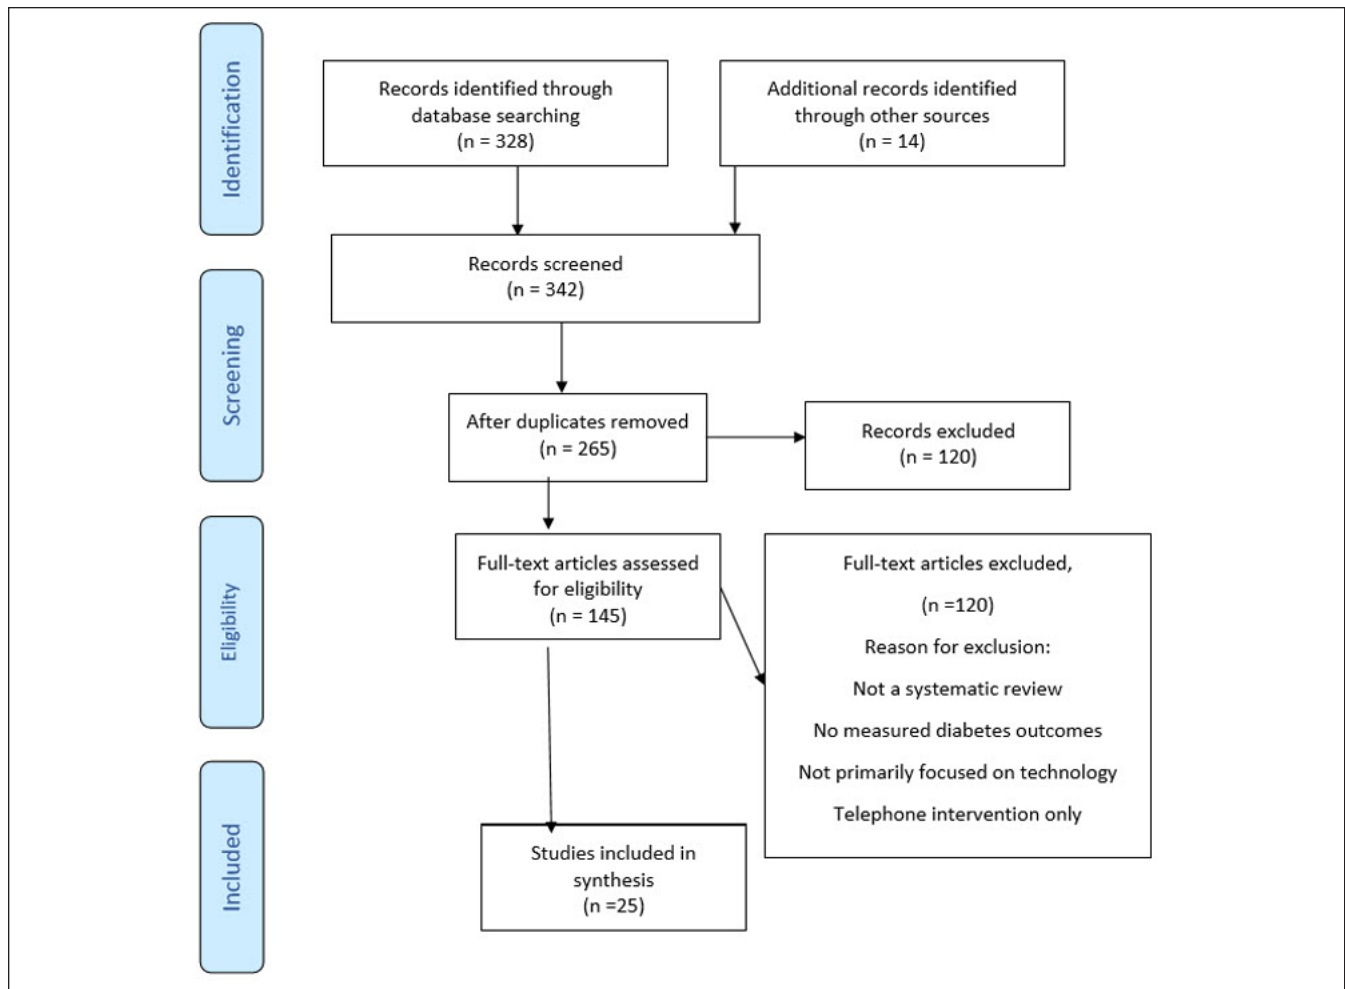 Identification
Records identified through
database searching
(n = 328)
Additional records identified
through other sources
(n = 14)
Records screened
(n = 342)
Screening
After duplicates removed
(n = 265)
Records excluded
(n = 120)
Eligibility
Full-text articles assessed
for eligibility
(n = 145)
Full-text articles excluded,
(n =120)
Reason for exclusion:
Not a systematic review
No measured diabetes outcomes
Not primarily focused on technology
Telephone intervention only
Included
Studies included in
synthesis
(n =25)